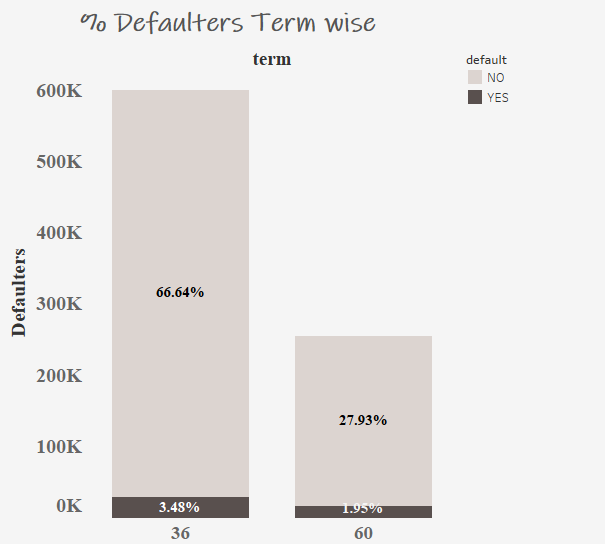 % Defaulters Term wise
term
default
NO
YES
600K
500K
400K
300K
200K
100K
0K
Defaulters
66.64%
27.93%
3.48%
1.95%
36
60